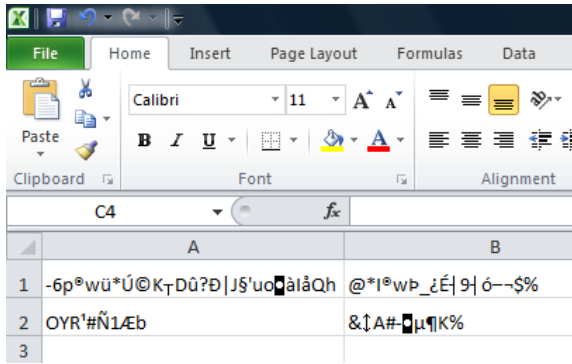 File Home Insert Page Layout Formulas Data
Calibri 11 A A
Paste B I U A
Clipboard Font Alignment
C4 fx
A B
1 -6p®wü*Ú©K┬Dû?Ð|J§'uo◘àIåQh @*I®wÞ_¿É┤9┤ó─¬$%
2 OYR¹#Ñ1Æb &↨A#-◘µ¶K%
3